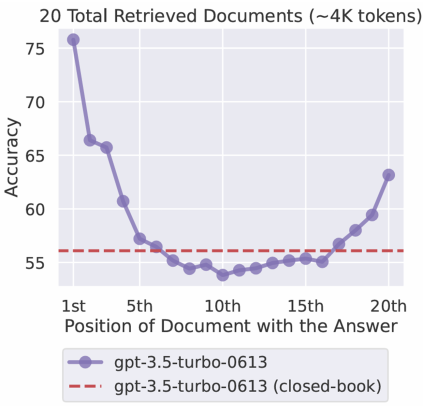 20 Total Retrieved Documents (~4K tokens)
75
70
65
60
55
Accuracy
1st 5th 10th 15th 20th
Position of Document with the Answer
gpt-3.5-turbo-0613
gpt-3.5-turbo-0613 (closed-book)